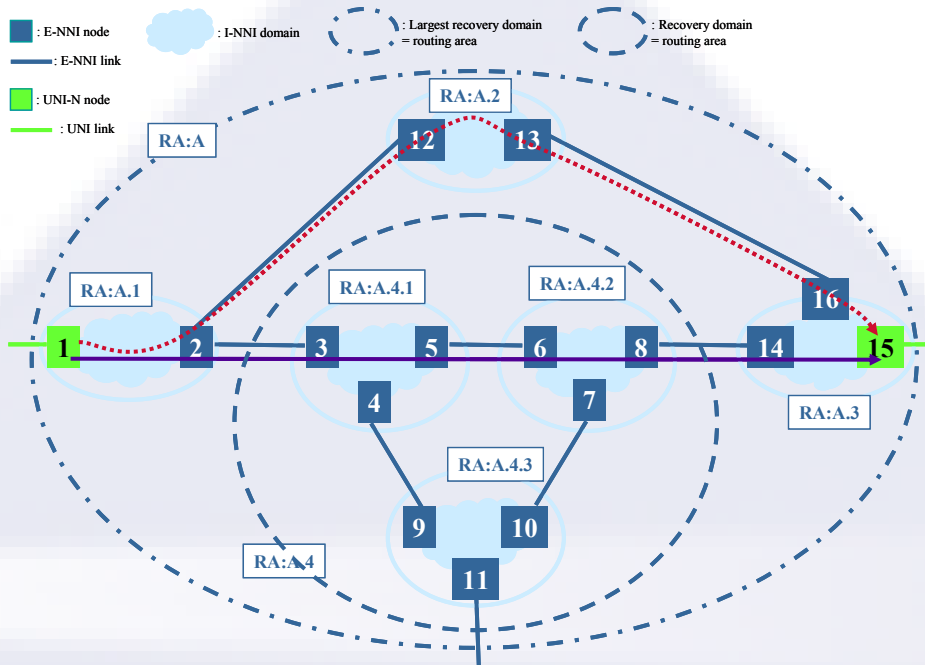 : E-NNI node
: I-NNI domain
: Largest recovery domain
= routing area
: Recovery domain
= routing area
: E-NNI link
: UNI-N node
: UNI link
RA:A
RA:A.2
12
13
RA:A.1
RA:A.4.1
RA:A.4.2
16
1
2
3
5
6
8
14
15
4
7
RA:A.3
RA:A.4.3
9
10
RA:A.4
11